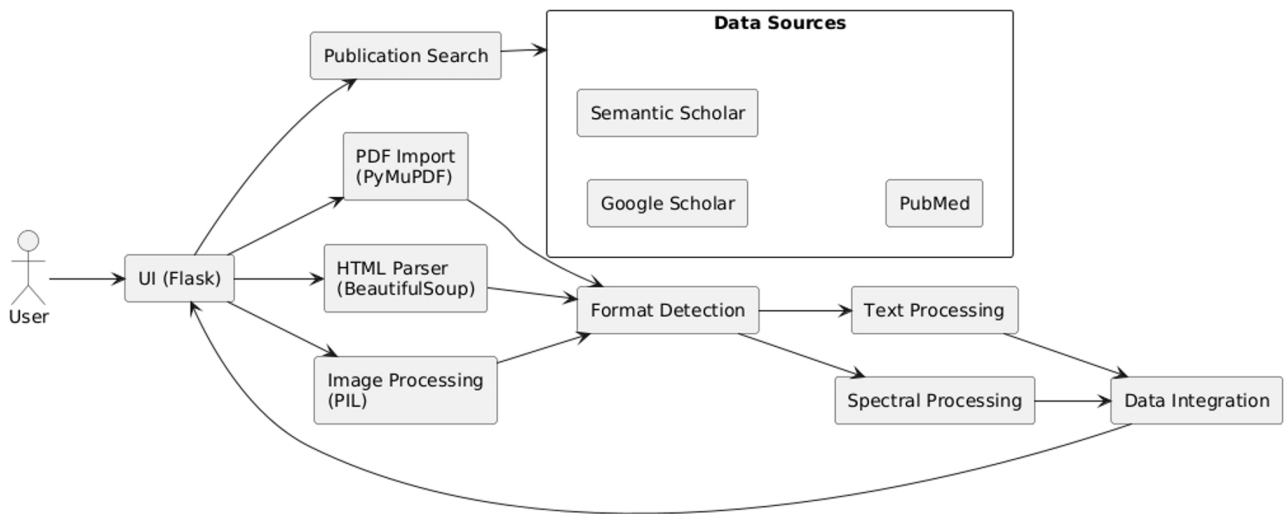 Data Sources
Publication Search
Semantic Scholar
PDF Import
(PyMuPDF)
Google Scholar
PubMed
User
UI (Flask)
HTML Parser
(BeautifulSoup)
Format Detection
Text Processing
Image Processing
(PIL)
Spectral Processing
Data Integration